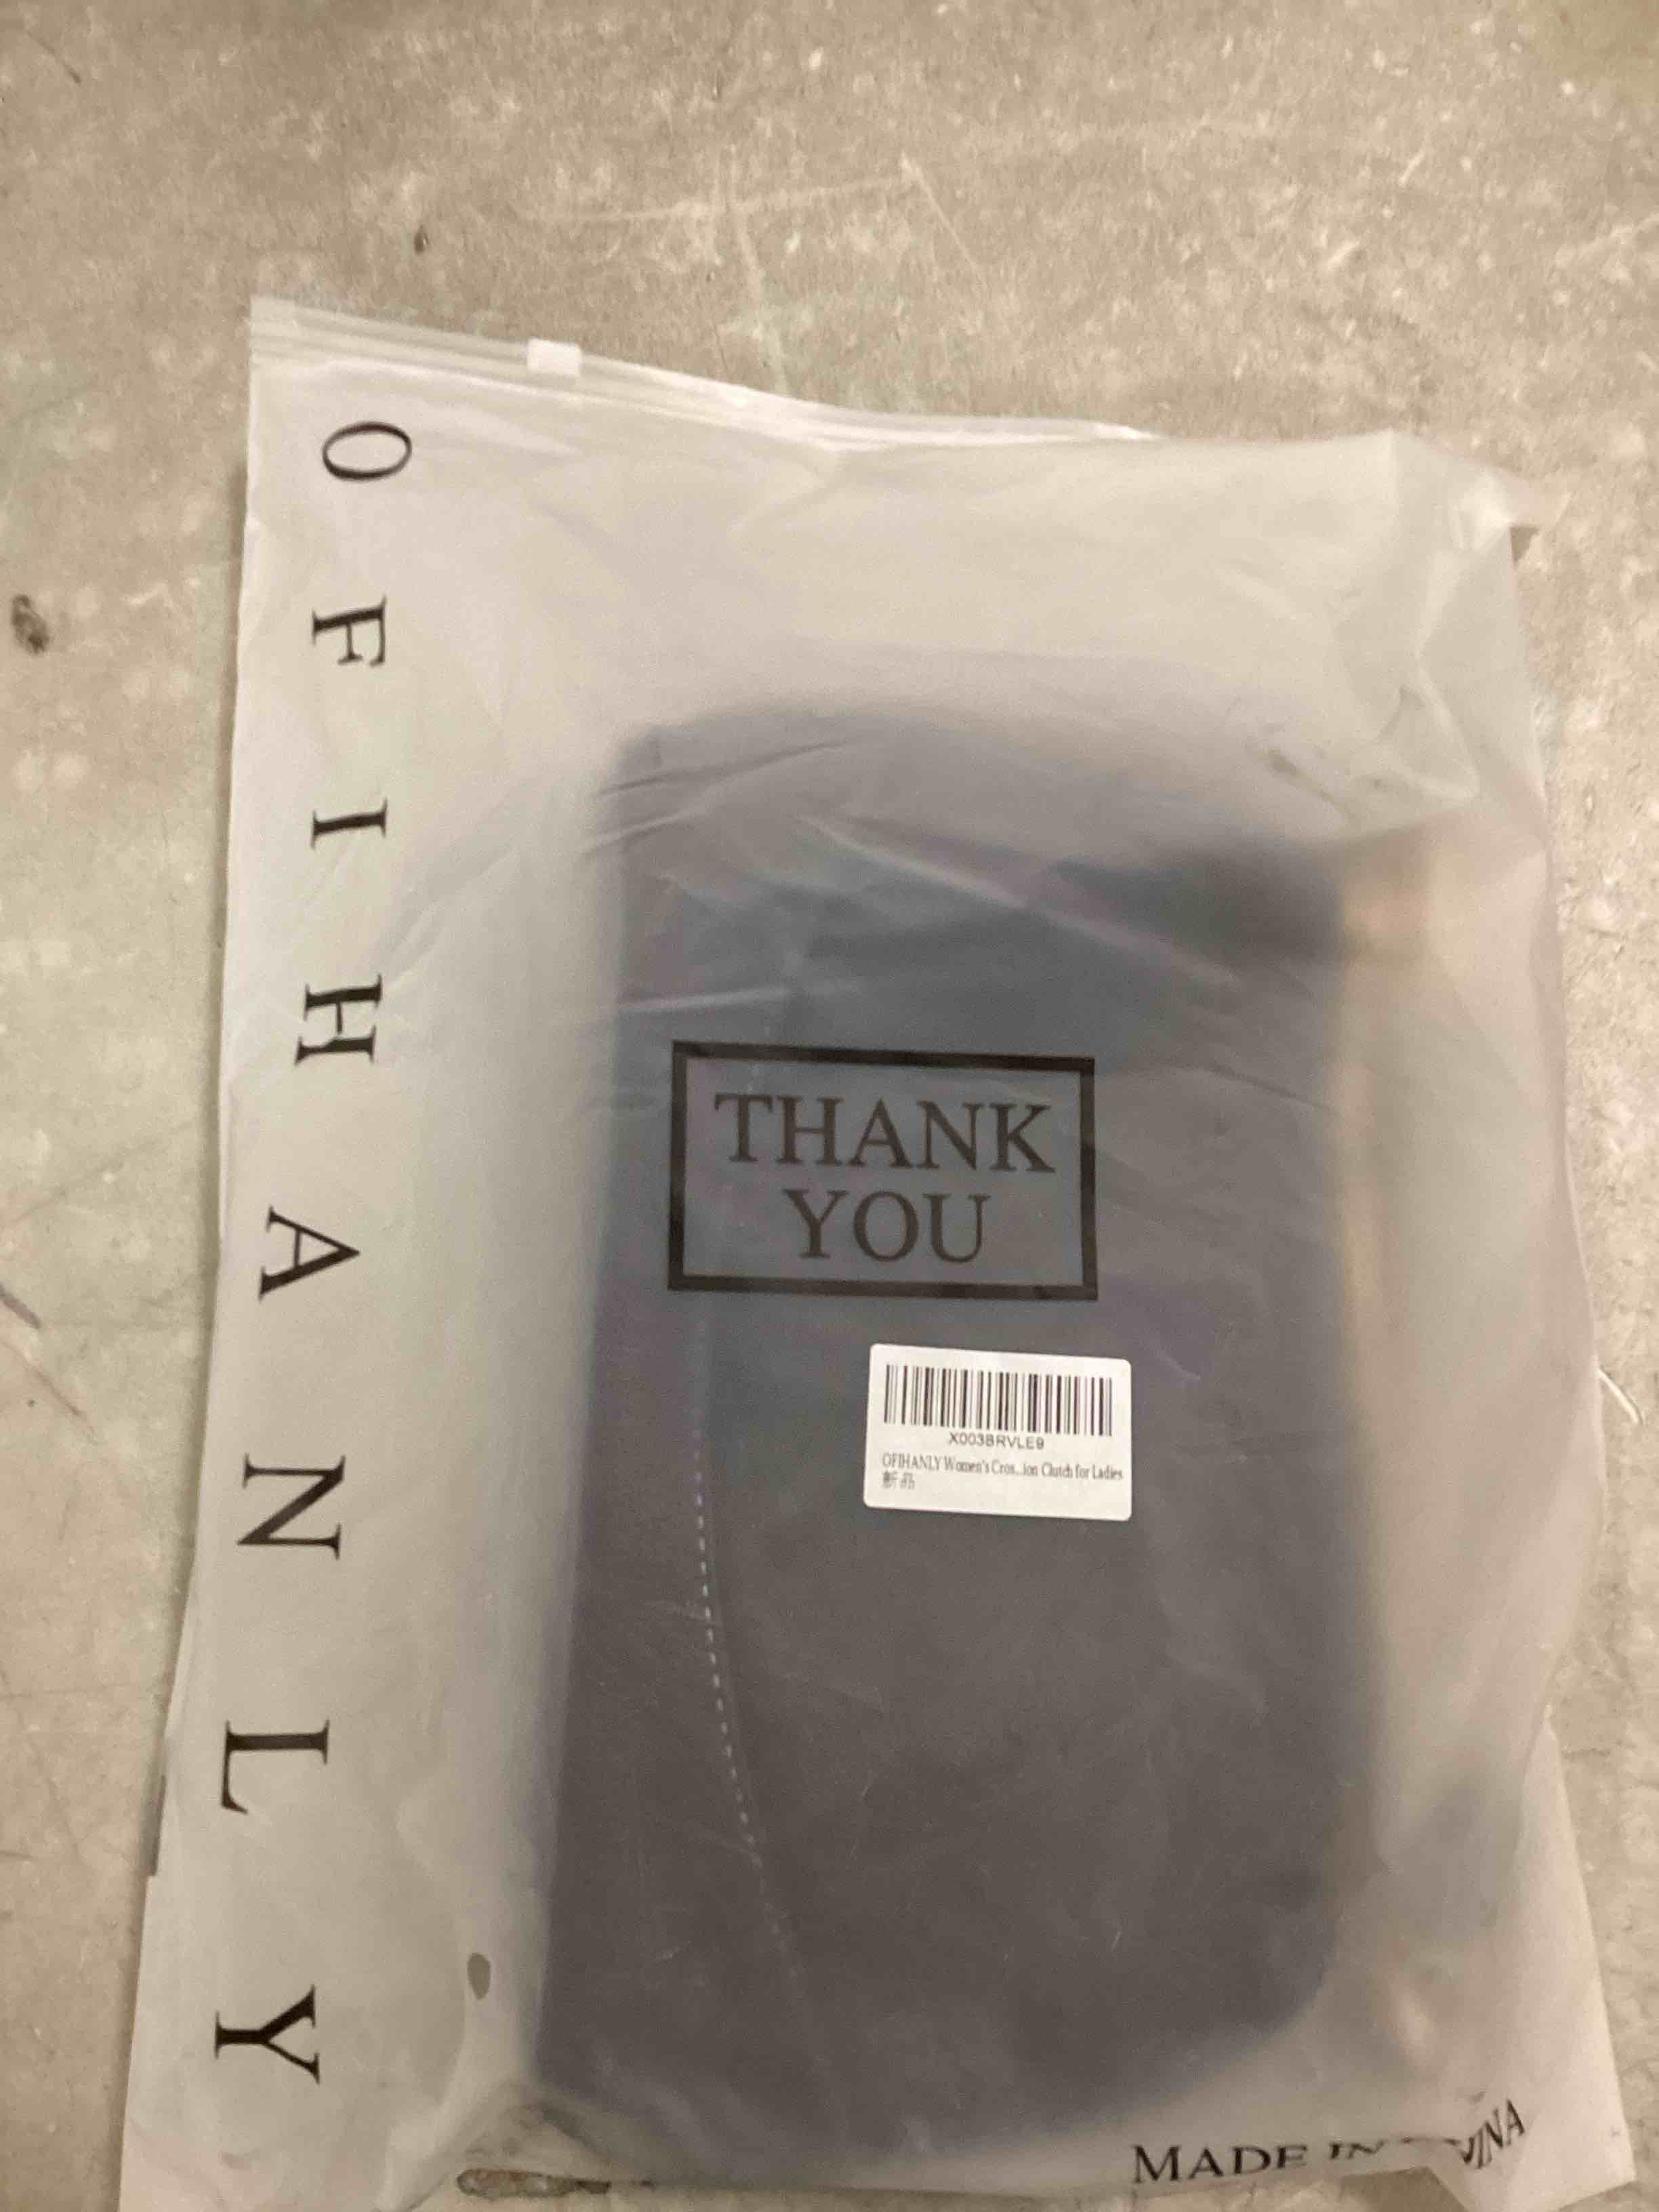 OFIHANLY
THANK
YOU
X003BRVLE9
OFIHANLY Women's Cros...ion Clutch for Ladies
新品
MADE IN